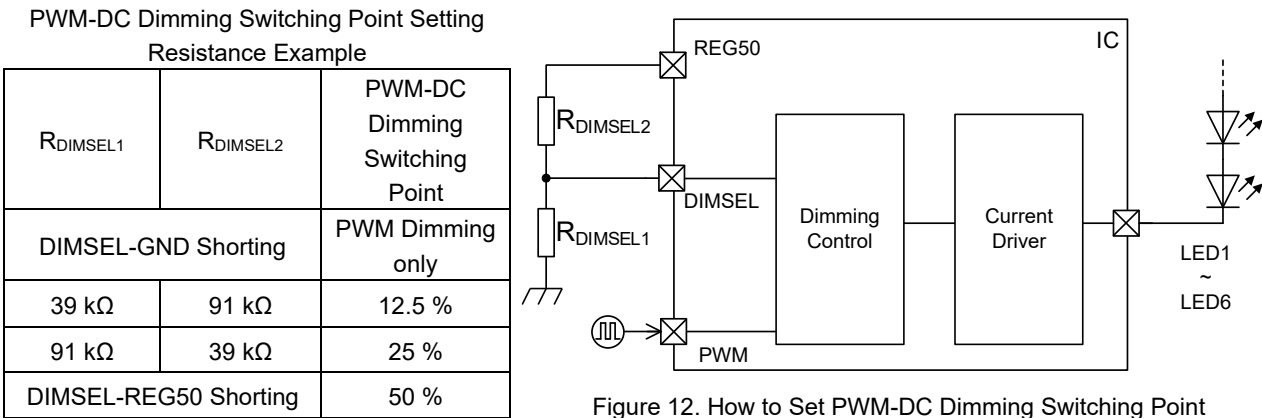 PWM-DC Dimming Switching Point Setting
Resistance Example
RDIMSEL1
RDIMSEL2
PWM-DC
Dimming
Switching
Point
DIMSEL-GND Shorting
PWM Dimming
only
39 kΩ
91 kΩ
12.5 %
91 kΩ
39 kΩ
25 %
DIMSEL-REG50 Shorting
50 %
REG50
IC
RDIMSEL2
DIMSEL
RDIMSEL1
Dimming
Control
Current
Driver
LED1
~
LED6
PWM
Figure 12. How to Set PWM-DC Dimming Switching Point